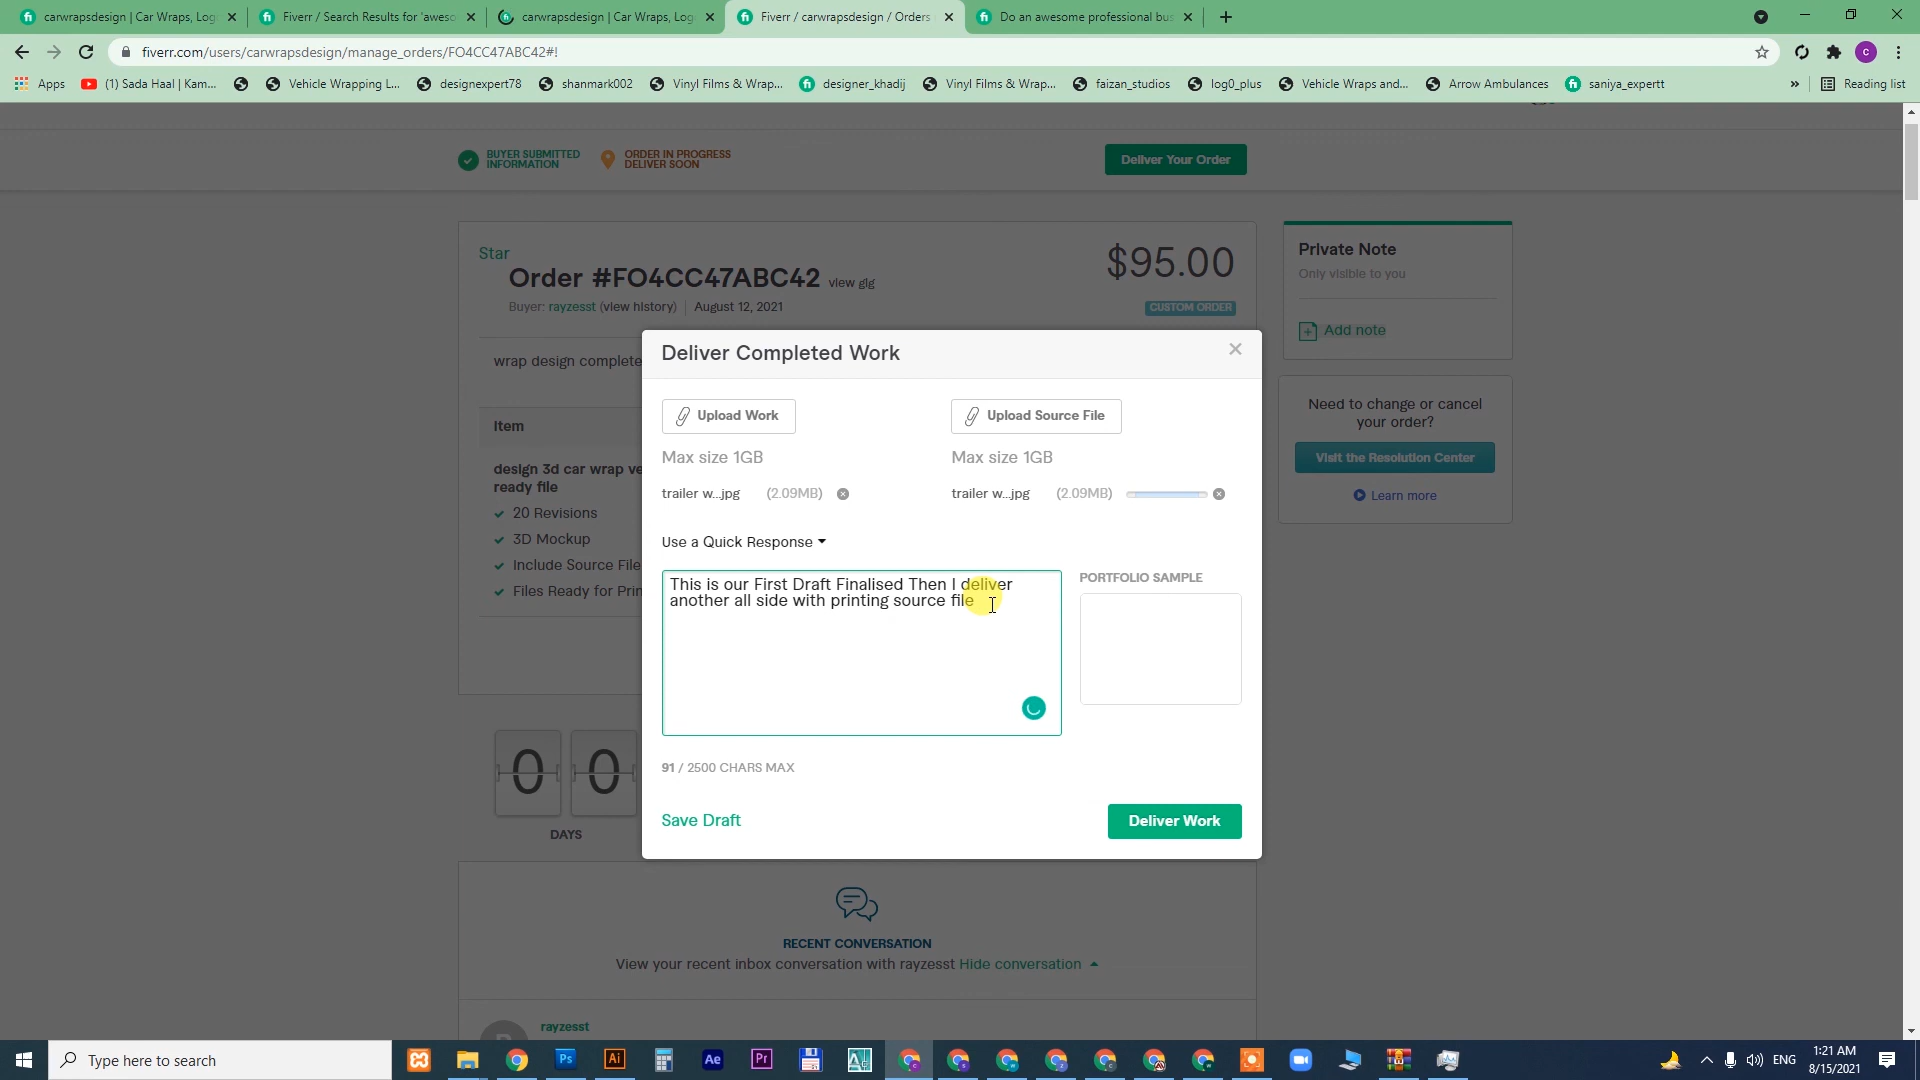 carwrapsdesign | Car Wraps, Log
Fiverr / Search Results for 'aweso
carwrapsdesign | Car Wraps, Log
Fiverr / carwrapsdesign / Orders
Do an awesome professional bus
fiverr.com/users/carwrapsdesign/manage_orders/FO4CC47ABC42#!
Apps
(1) Sada Haal | Kam...
Vehicle Wrapping L...
designexpert78
shanmark002
Vinyl Films & Wrap...
designer_khadij
Vinyl Films & Wrap...
faizan_studios
log0_plus
Vehicle Wraps and...
Arrow Ambulances
saniya_expertt
»
Reading list
BUYER SUBMITTED
INFORMATION
ORDER IN PROGRESS
DELIVER SOON
Deliver Your Order
Star
Order #FO4CC47ABC42 view gig
$95.00
Buyer: rayzesst (view history) | August 12, 2021
CUSTOM ORDER
wrap design complete
Item
design 3d car wrap ve
ready file
20 Revisions
3D Mockup
Include Source File
Files Ready for Prin
Private Note
Only visible to you
Add note
Need to change or cancel
your order?
Visit the Resolution Center
Learn more
Deliver Completed Work
Upload Work
Upload Source File
Max size 1GB
Max size 1GB
trailer w...jpg (2.09MB)
trailer w...jpg (2.09MB)
Use a Quick Response
This is our First Draft Finalised Then I deliver
another all side with printing source file
PORTFOLIO SAMPLE
91 / 2500 CHARS MAX
Save Draft
Deliver Work
0 0
DAYS
RECENT CONVERSATION
View your recent inbox conversation with rayzesst Hide conversation
rayzesst
Type here to search
Ps
Ai
Ae
Pr
ENG
1:21 AM
8/15/2021